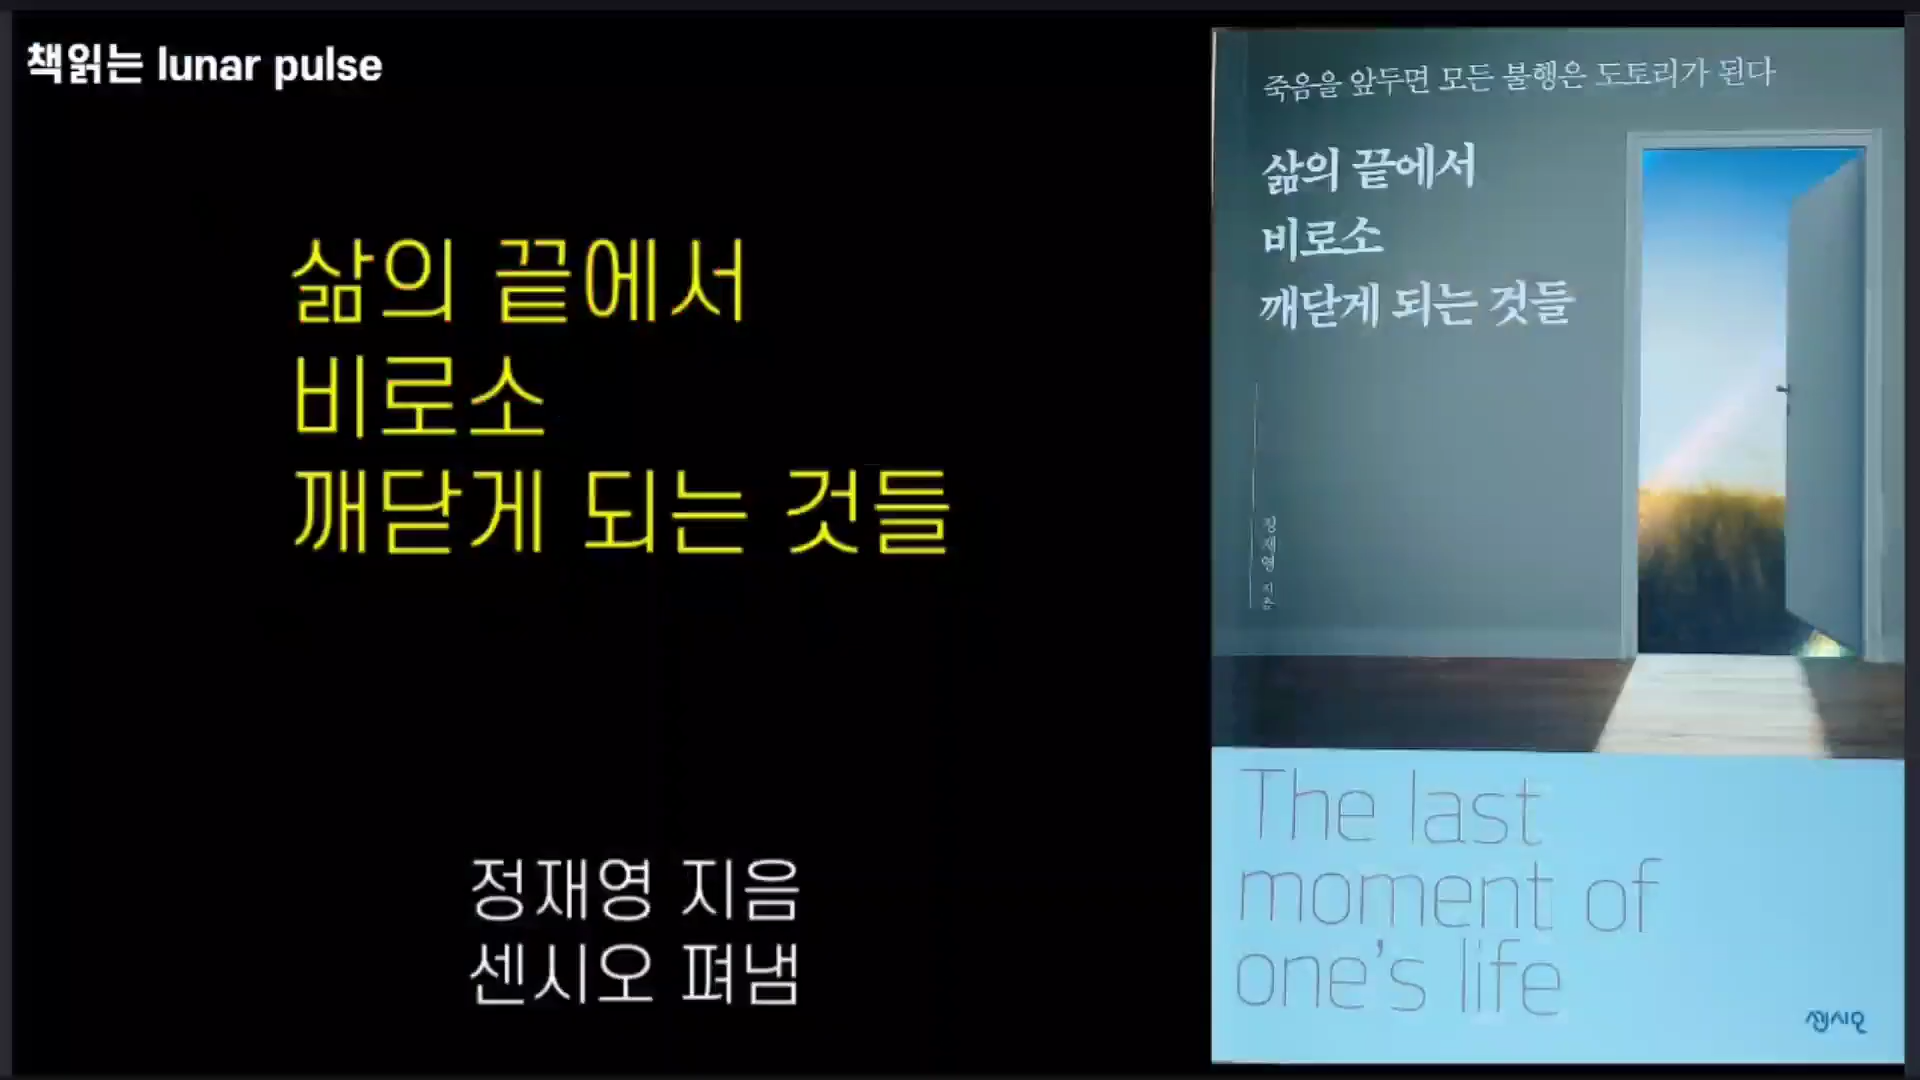 책읽는 lunar pulse
삶의 끝에서
비로소
깨닫게 되는 것들
정재영 지음
센시오 펴냄
죽음을 앞두면 모든 불행은 도토리가 된다
삶의 끝에서
비로소
깨닫게 되는 것들
정재영 지음
The last
moment of
one's life
센시오